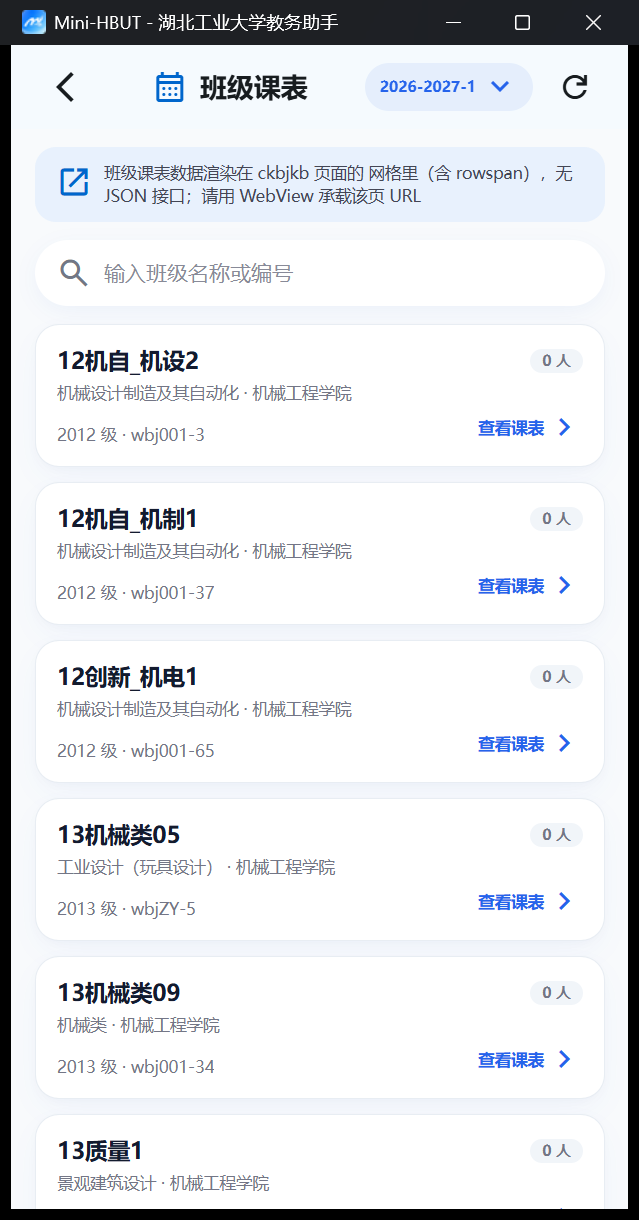 Mini-HBUT - 湖北工业大学教务助手
班级课表
2026-2027-1
班级课表数据渲染在 ckbjkb 页面的 网格里（含 rowspan），无
JSON 接口；请用 WebView 承载该页 URL
输入班级名称或编号
12机自_机设2
0 人
机械设计制造及其自动化 · 机械工程学院
2012 级 · wbj001-3
查看课表
12机自_机制1
0 人
机械设计制造及其自动化 · 机械工程学院
2012 级 · wbj001-37
查看课表
12创新_机电1
0 人
机械设计制造及其自动化 · 机械工程学院
2012 级 · wbj001-65
查看课表
13机械类05
0 人
工业设计（玩具设计） · 机械工程学院
2013 级 · wbjZY-5
查看课表
13机械类09
0 人
机械类 · 机械工程学院
2013 级 · wbj001-34
查看课表
13质量1
0 人
景观建筑设计 · 机械工程学院